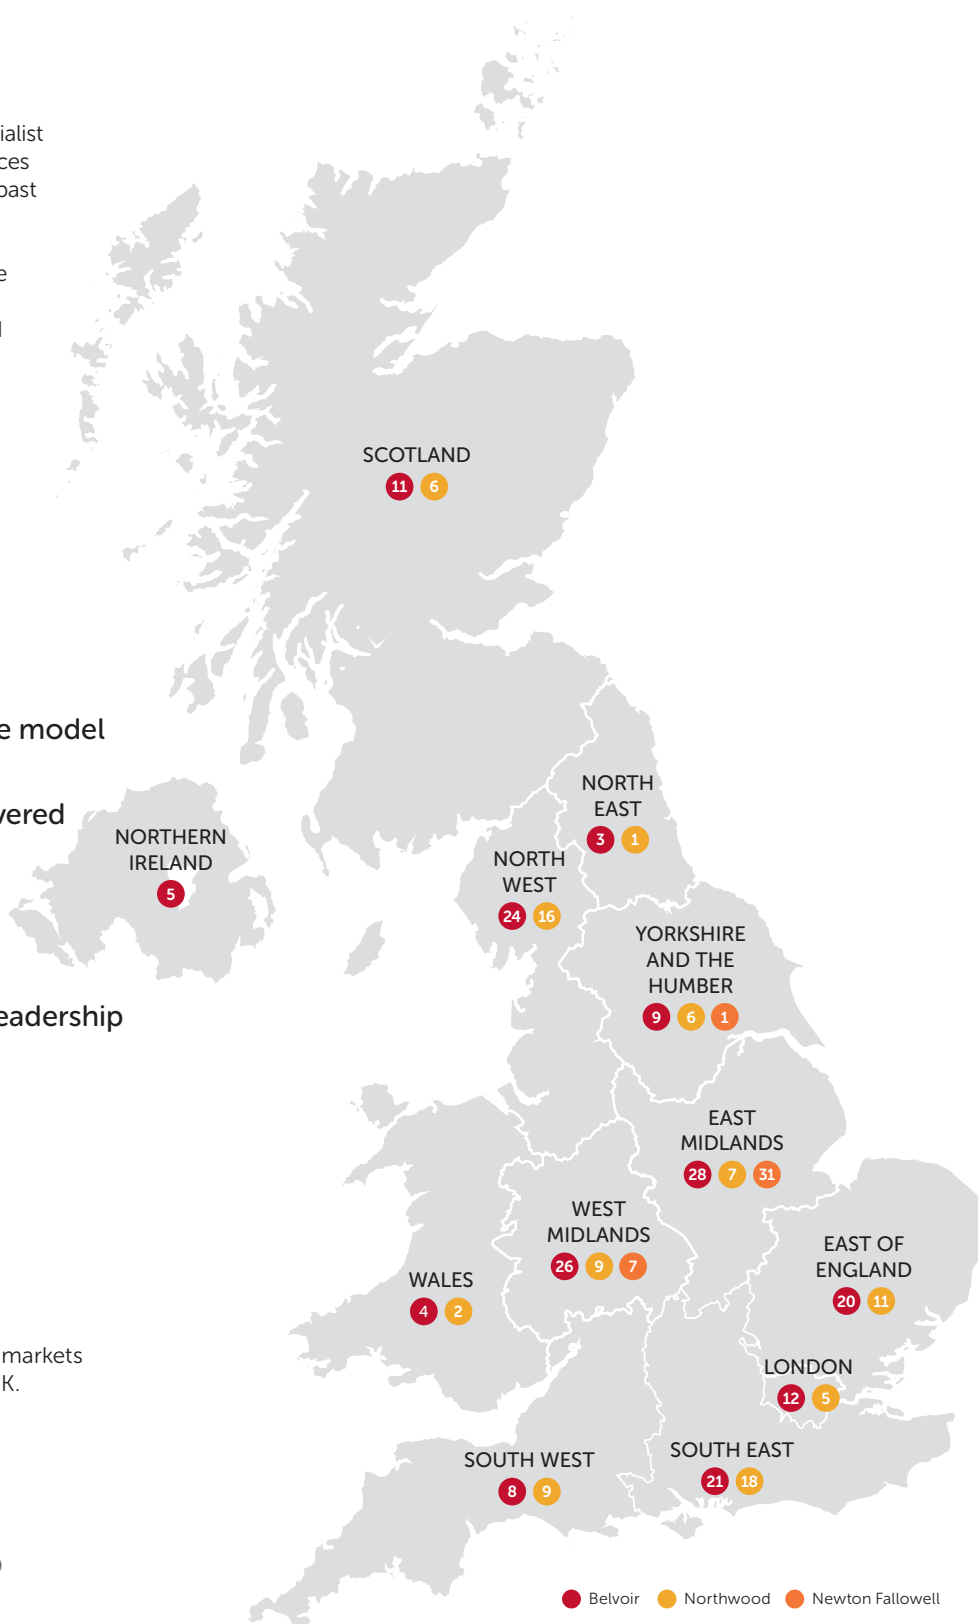 ces
e
e model
vered
eadership
markets
K.
SCOTLAND
11 6
NORTH
EAST
3 1
NORTHERN
IRELAND
5
NORTH
WEST
24 16
YORKSHIRE
AND THE
HUMBER
9 6 1
EAST
MIDLANDS
28 7 31
WEST
MIDLANDS
26 9 7
EAST OF
ENGLAND
20 11
WALES
4 2
LONDON
12 5
SOUTH WEST
8 9
SOUTH EAST
21 18
Belvoir Northwood Newton Fallowell